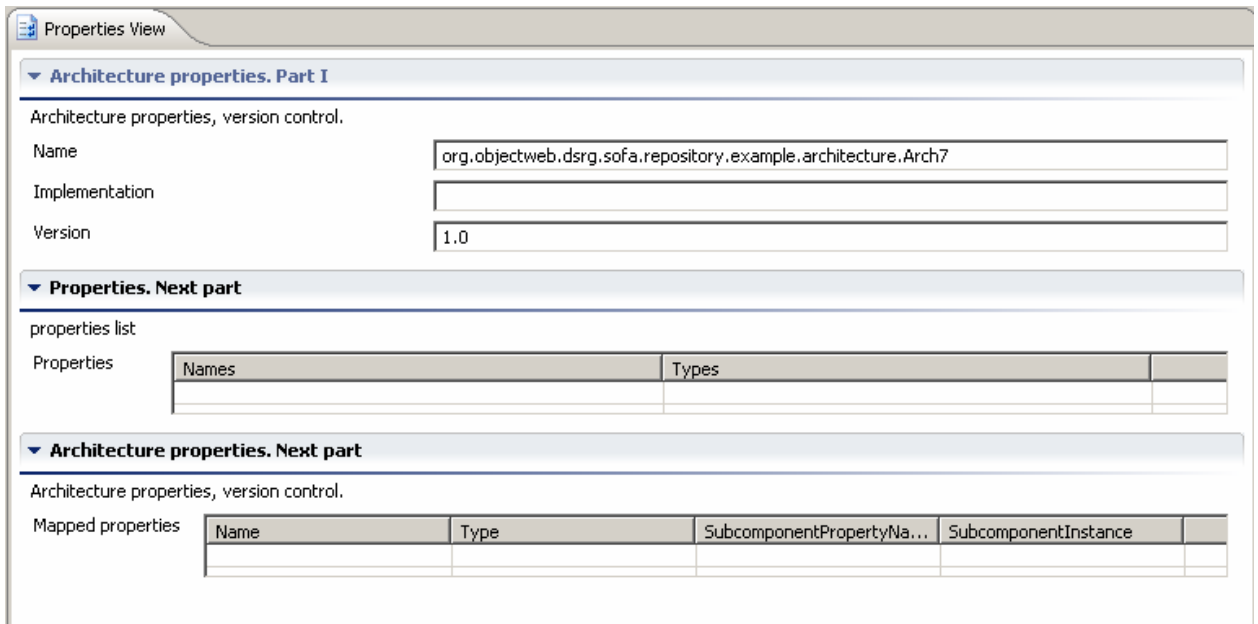 Properties View
Architecture properties. Part I
Architecture properties, version control.
Name org.objectweb.dsrg.sofa.repository.example.architecture.Arch7
Implementation
Version 1.0
Properties. Next part
properties list
Properties Names Types
Architecture properties. Next part
Architecture properties, version control.
Mapped properties Name Type SubcomponentPropertyNa... SubcomponentInstance